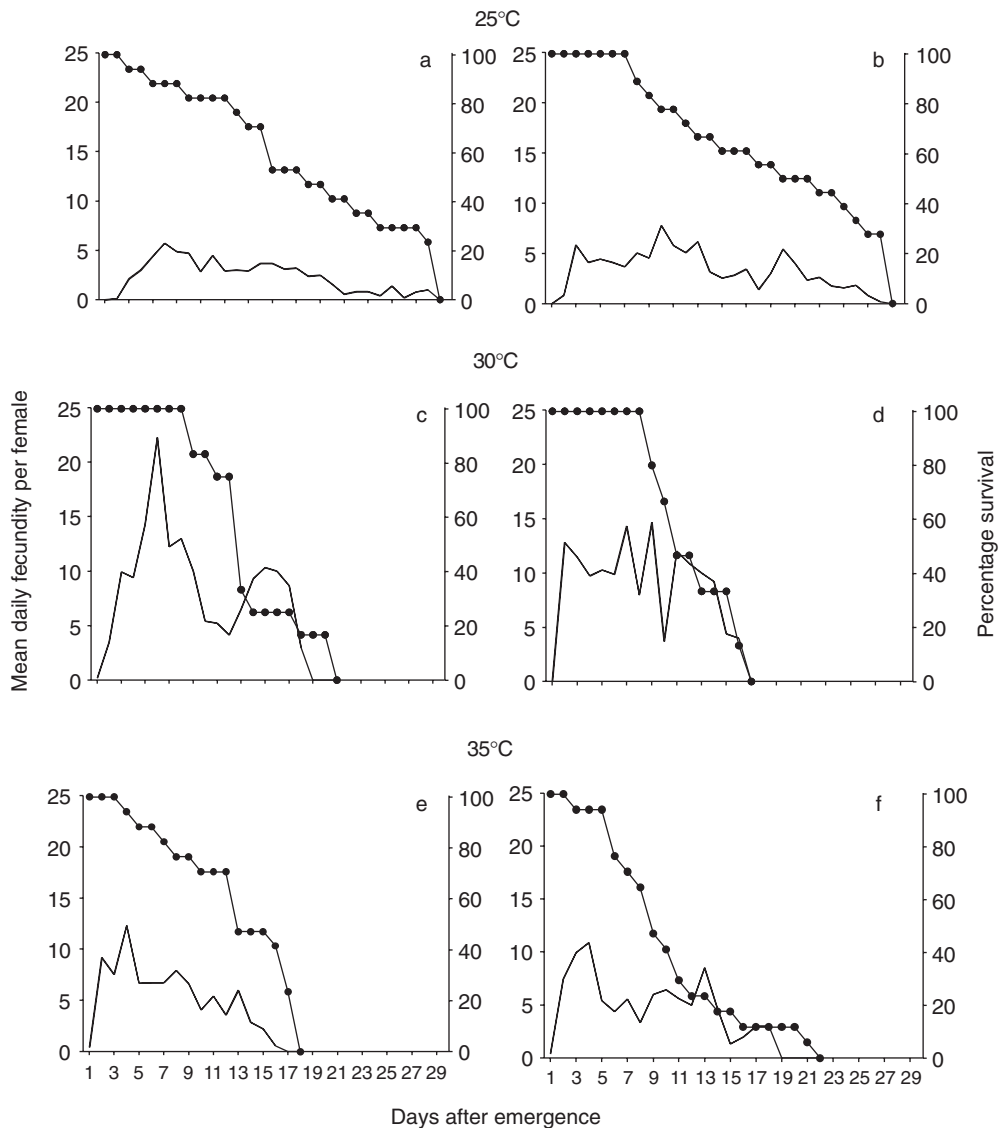 25°C
a
25 20 15 10 5 0
100 80 60 40 20 0
b
25 20 15 10 5 0
100 80 60 40 20 0
30°C
Mean daily fecundity per female
c
25 20 15 10 5 0
100 80 60 40 20 0
d
25 20 15 10 5 0
100 80 60 40 20 0
Percentage survival
35°C
e
25 20 15 10 5 0
100 80 60 40 20 0
1 3 5 7 9 11 13 15 17 19 21 23 25 27 29
f
25 20 15 10 5 0
100 80 60 40 20 0
1 3 5 7 9 11 13 15 17 19 21 23 25 27 29
Days after emergence